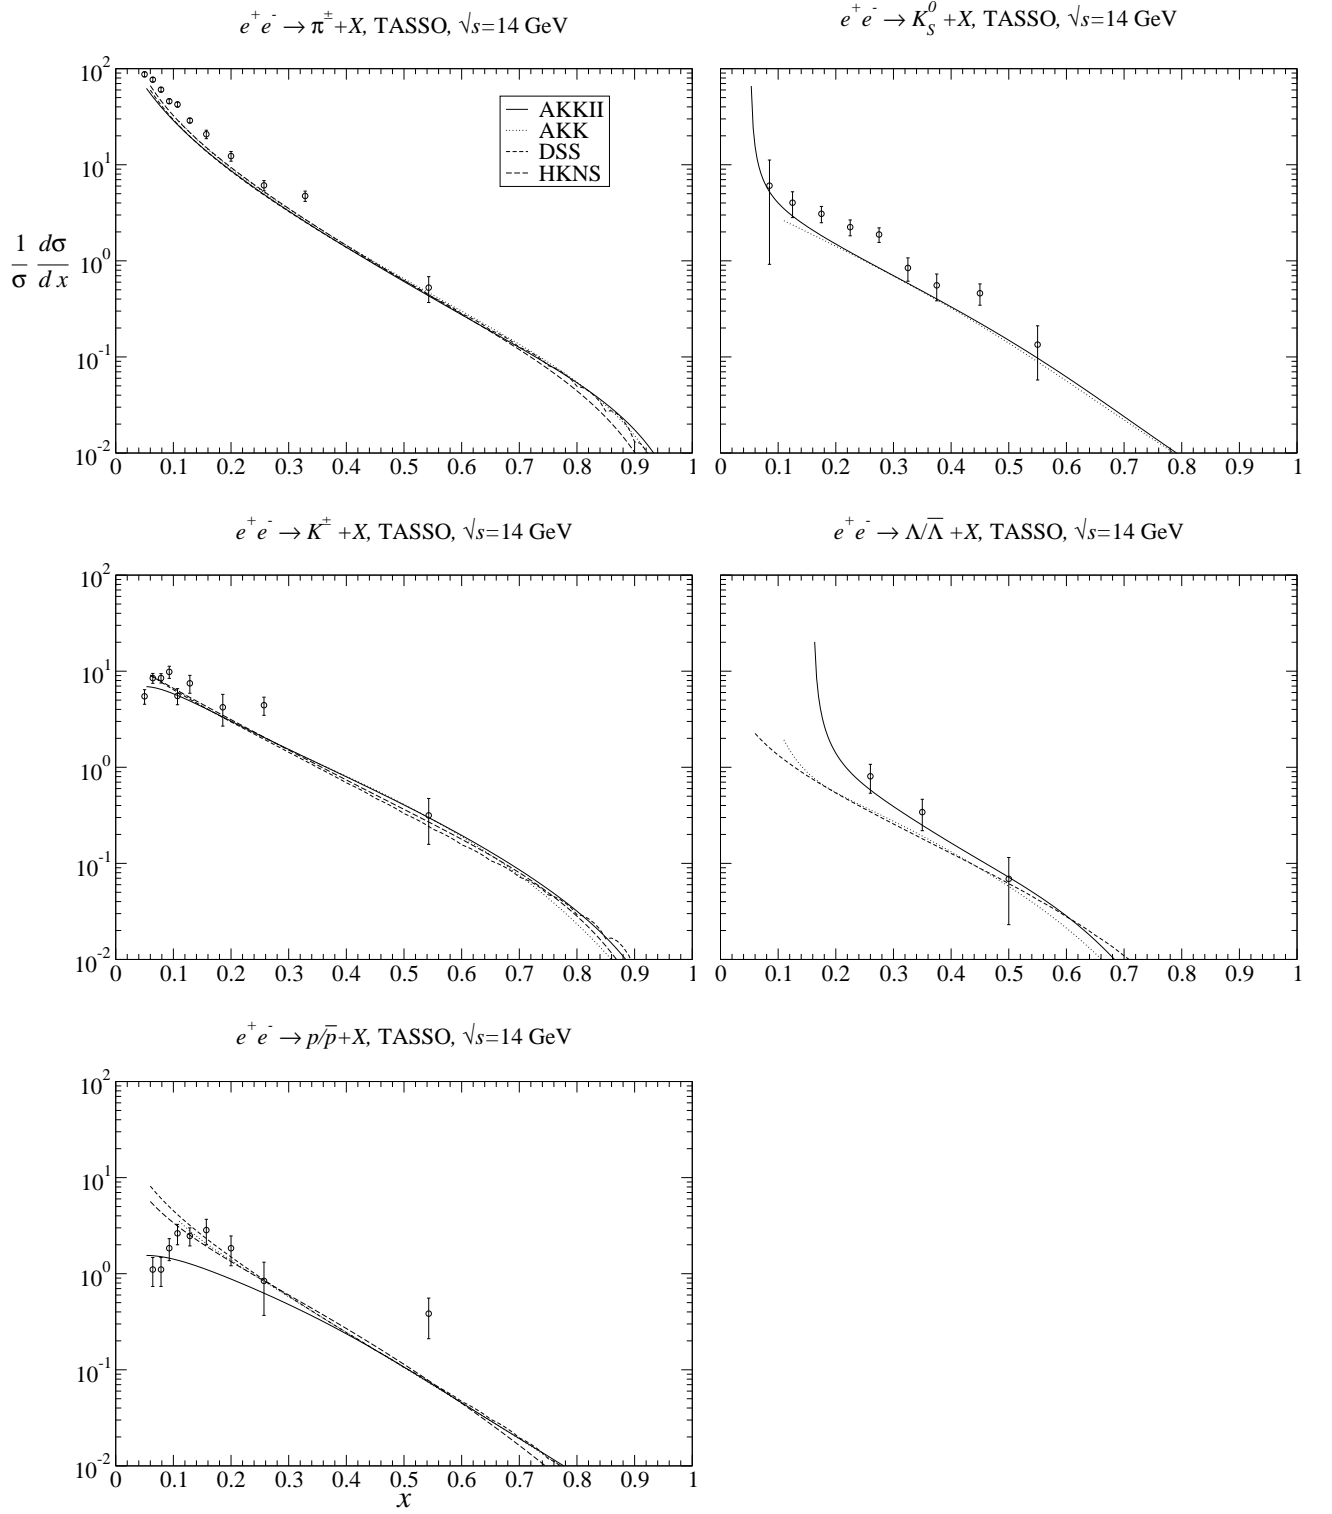 e⁺e⁻→π±+X, TASSO, √s=14 GeV
10² 10¹ 10⁰ 10⁻¹ 10⁻²
0 0.1 0.2 0.3 0.4 0.5 0.6 0.7 0.8 0.9 1
AKKII
AKK
DSS
HKNS
1/σ dσ/dx
e⁺e⁻→K⁰_S+X, TASSO, √s=14 GeV
0 0.1 0.2 0.3 0.4 0.5 0.6 0.7 0.8 0.9 1
e⁺e⁻→K±+X, TASSO, √s=14 GeV
10² 10¹ 10⁰ 10⁻¹ 10⁻²
0 0.1 0.2 0.3 0.4 0.5 0.6 0.7 0.8 0.9 1
e⁺e⁻→Λ/Λ̅+X, TASSO, √s=14 GeV
0 0.1 0.2 0.3 0.4 0.5 0.6 0.7 0.8 0.9 1
e⁺e⁻→p/p̅+X, TASSO, √s=14 GeV
10² 10¹ 10⁰ 10⁻¹ 10⁻²
0 0.1 0.2 0.3 0.4 0.5 0.6 0.7 0.8 0.9 1
x